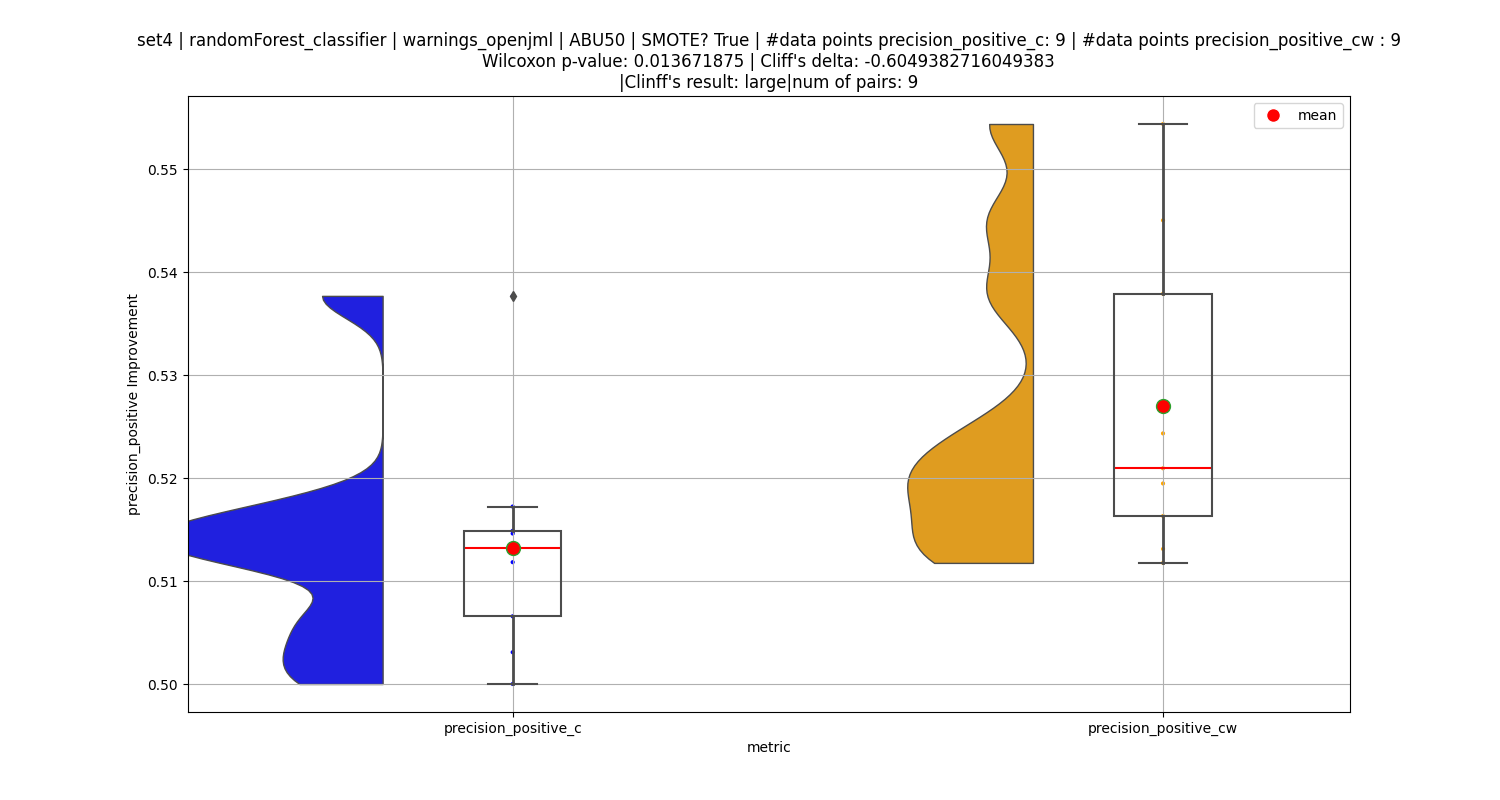 set4 | randomForest_classifier | warnings_openjml | ABU50 | SMOTE? True | #data points precision_positive_c: 9 | #data points precision_positive_cw : 9
Wilcoxon p-value: 0.013671875 | Cliff's delta: -0.6049382716049383
|Clinff's result: large|num of pairs: 9
mean
precision_positive Improvement
0.55
0.54
0.53
0.52
0.51
0.50
precision_positive_c
precision_positive_cw
metric